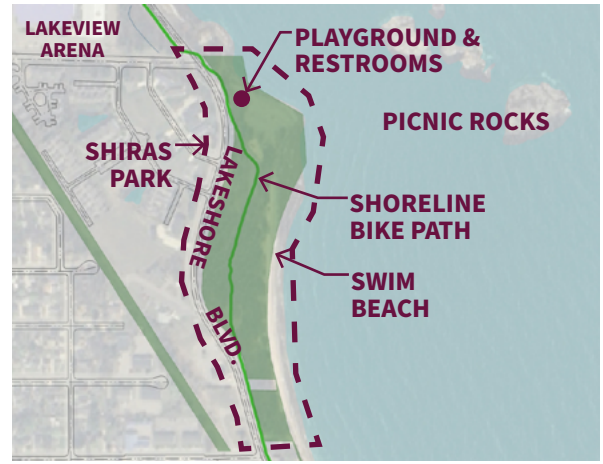 LAKEVIEW
ARENA
PLAYGROUND &
RESTROOMS
PICNIC ROCKS
SHIRAS
PARK
LAKESHORE
BLVD.
SHORELINE
BIKE PATH
SWIM
BEACH